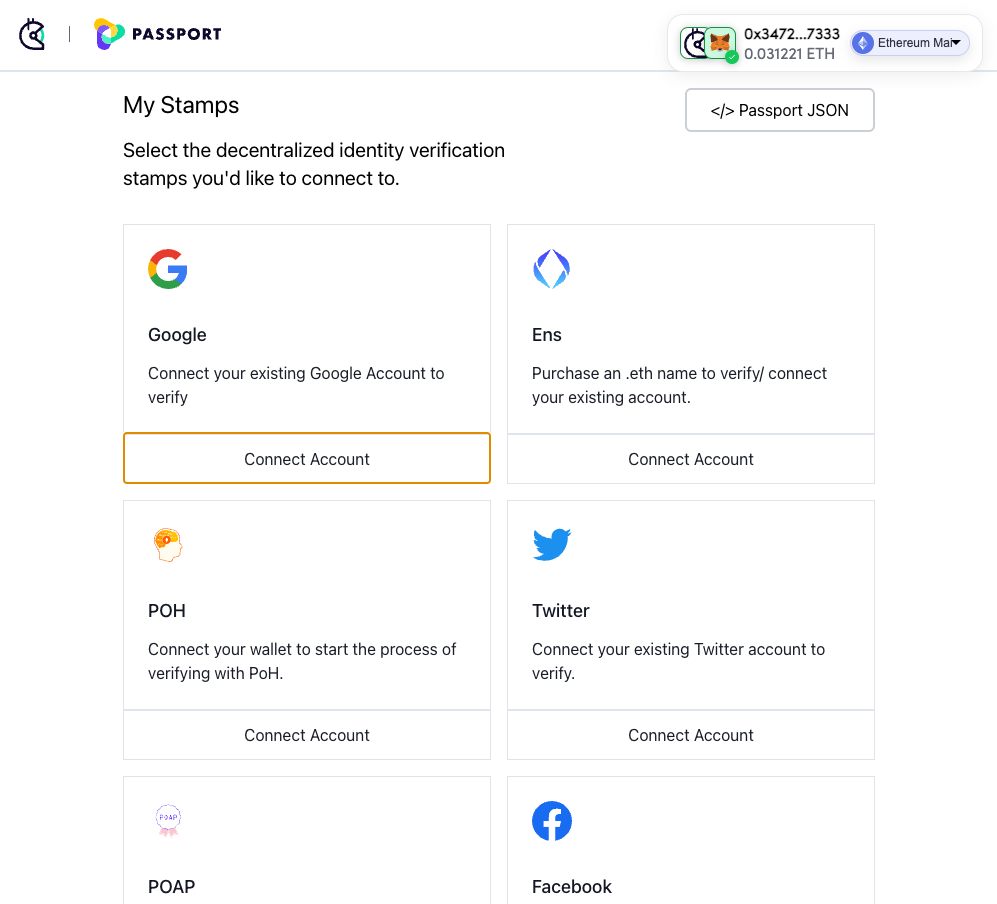 PASSPORT
0x3472...7333
0.031221 ETH
Ethereum Mai
My Stamps
</> Passport JSON
Select the decentralized identity verification
stamps you'd like to connect to.
Google
Connect your existing Google Account to
verify
Connect Account
Ens
Purchase an .eth name to verify/ connect
your existing account.
Connect Account
POH
Connect your wallet to start the process of
verifying with PoH.
Connect Account
Twitter
Connect your existing Twitter account to
verify.
Connect Account
POAP
POAP
Facebook